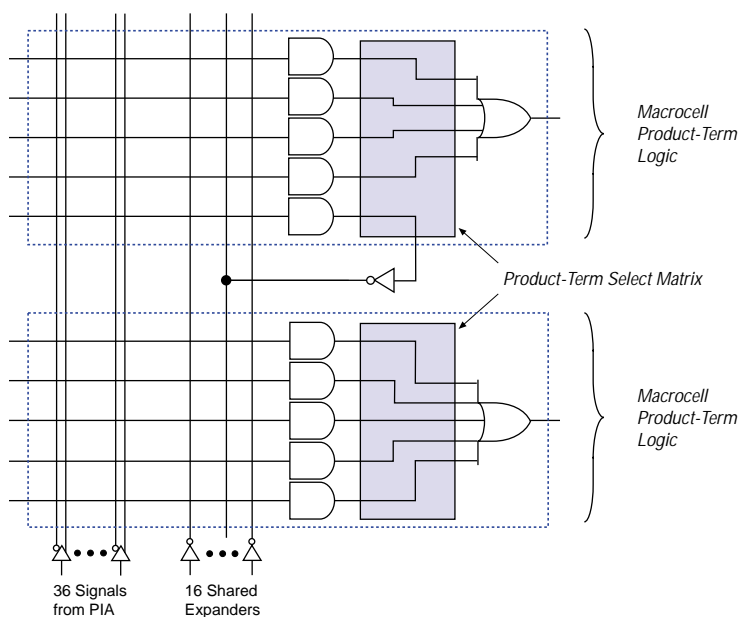 Macrocell
Product-Term
Logic
Product-Term Select Matrix
Macrocell
Product-Term
Logic
36 Signals
from PIA
16 Shared
Expanders